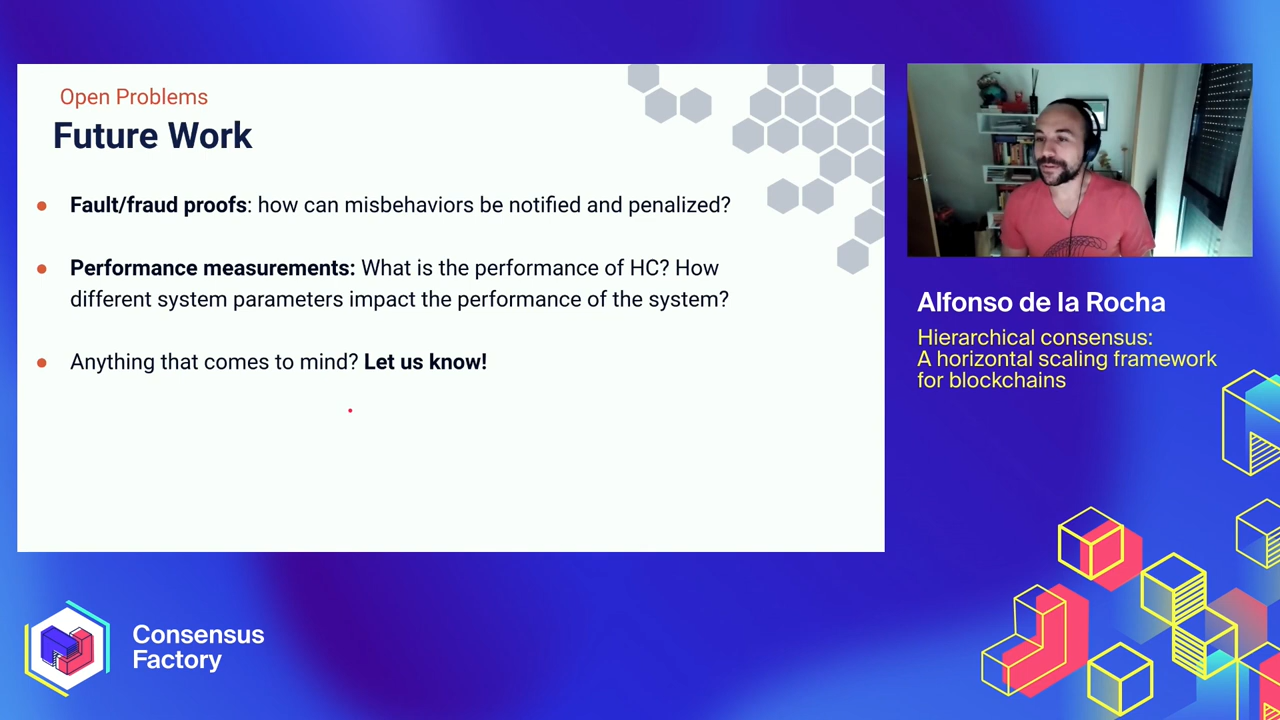 Open Problems
Future Work
● Fault/fraud proofs: how can misbehaviors be notified and penalized?
● Performance measurements: What is the performance of HC? How
different system parameters impact the performance of the system?
● Anything that comes to mind? Let us know!
Alfonso de la Rocha
Hierarchical consensus:
A horizontal scaling framework
for blockchains
Consensus
Factory